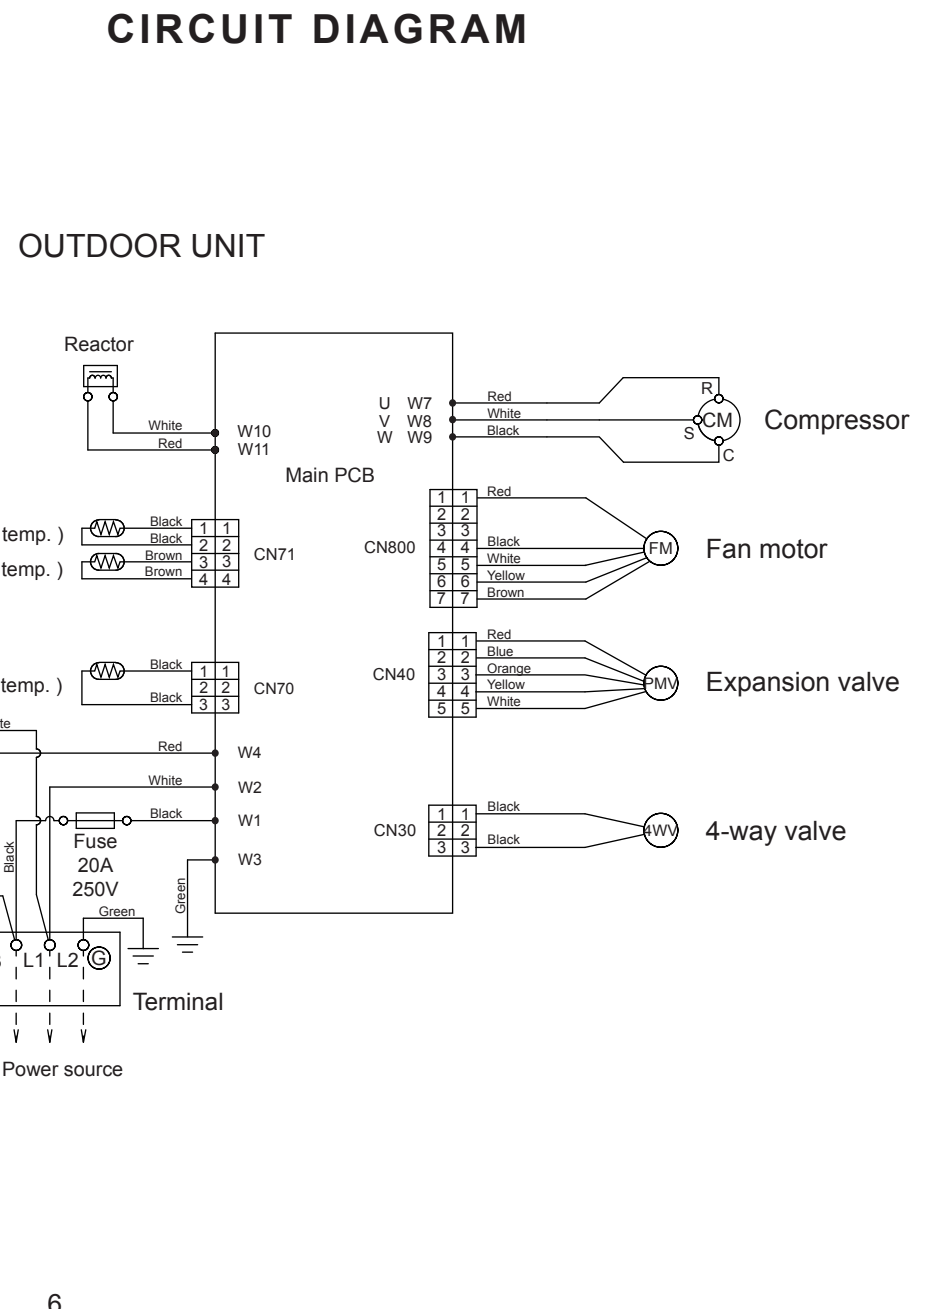 CIRCUIT DIAGRAM
OUTDOOR UNIT
Reactor
White
Red
W10
W11
U W7
V W8
W W9
Red
White
Black
R
S
CM
C
Compressor
Main PCB
temp. )
temp. )
Black
Black
Brown
Brown
1 1
2 2
3 3
4 4
CN71
CN800
1 1
2 2
3 3
4 4
5 5
6 6
7 7
Red
Black
White
Yellow
Brown
FM
Fan motor
temp. )
Black
Black
1 1
2 2
3 3
CN70
CN40
1 1
2 2
3 3
4 4
5 5
Red
Blue
Orange
Yellow
White
PMV
Expansion valve
Red
W4
White
W2
Black
W1
W3
Fuse
20A
250V
Black
Green
Green
CN30
1 1
2 2
3 3
Black
Black
4WV
4-way valve
L1 L2 G
Terminal
Power source
6